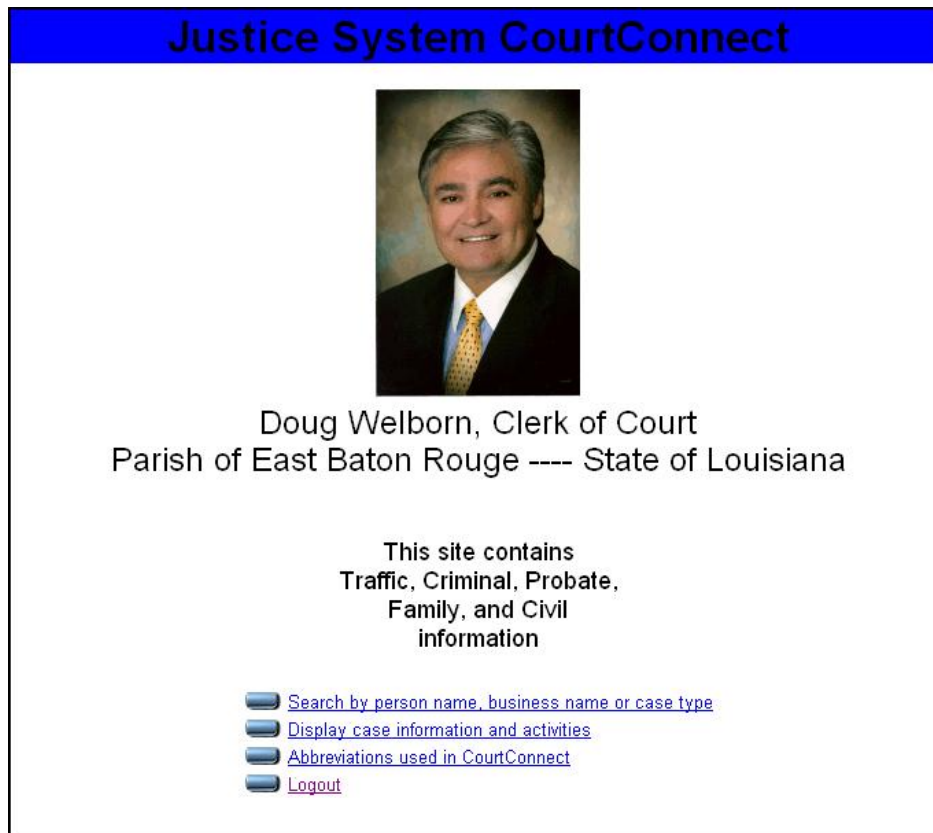 Justice System CourtConnect
Doug Welborn, Clerk of Court
Parish of East Baton Rouge ---- State of Louisiana
This site contains
Traffic, Criminal, Probate,
Family, and Civil
information
Search by person name, business name or case type
Display case information and activities
Abbreviations used in CourtConnect
Logout